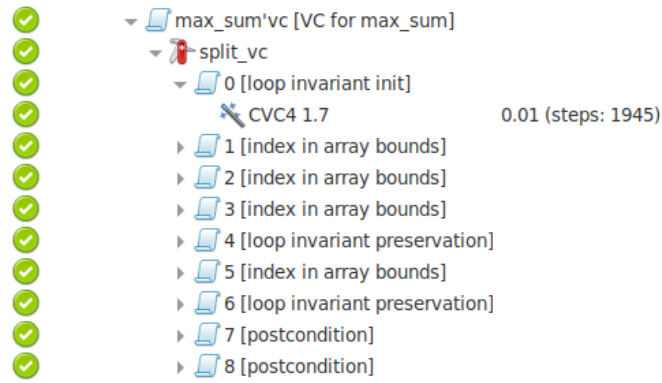 max_sum'vc [VC for max_sum]
split_vc
0 [loop invariant init]
CVC4 1.7 0.01 (steps: 1945)
1 [index in array bounds]
2 [index in array bounds]
3 [index in array bounds]
4 [loop invariant preservation]
5 [index in array bounds]
6 [loop invariant preservation]
7 [postcondition]
8 [postcondition]